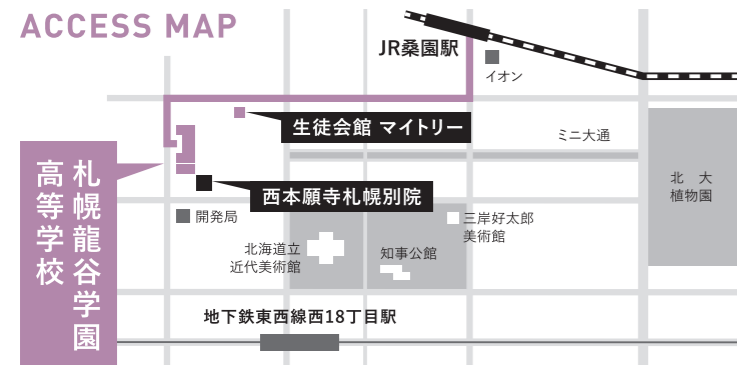 ACCESS MAP
JR桑園駅
イオン
生徒会館 マイトリー
ミニ大通
札幌龍谷学園
高等学校
西本願寺札幌別院
北大
植物園
開発局
三岸好太郎
美術館
北海道立
近代美術館
知事公館
地下鉄東西線西18丁目駅